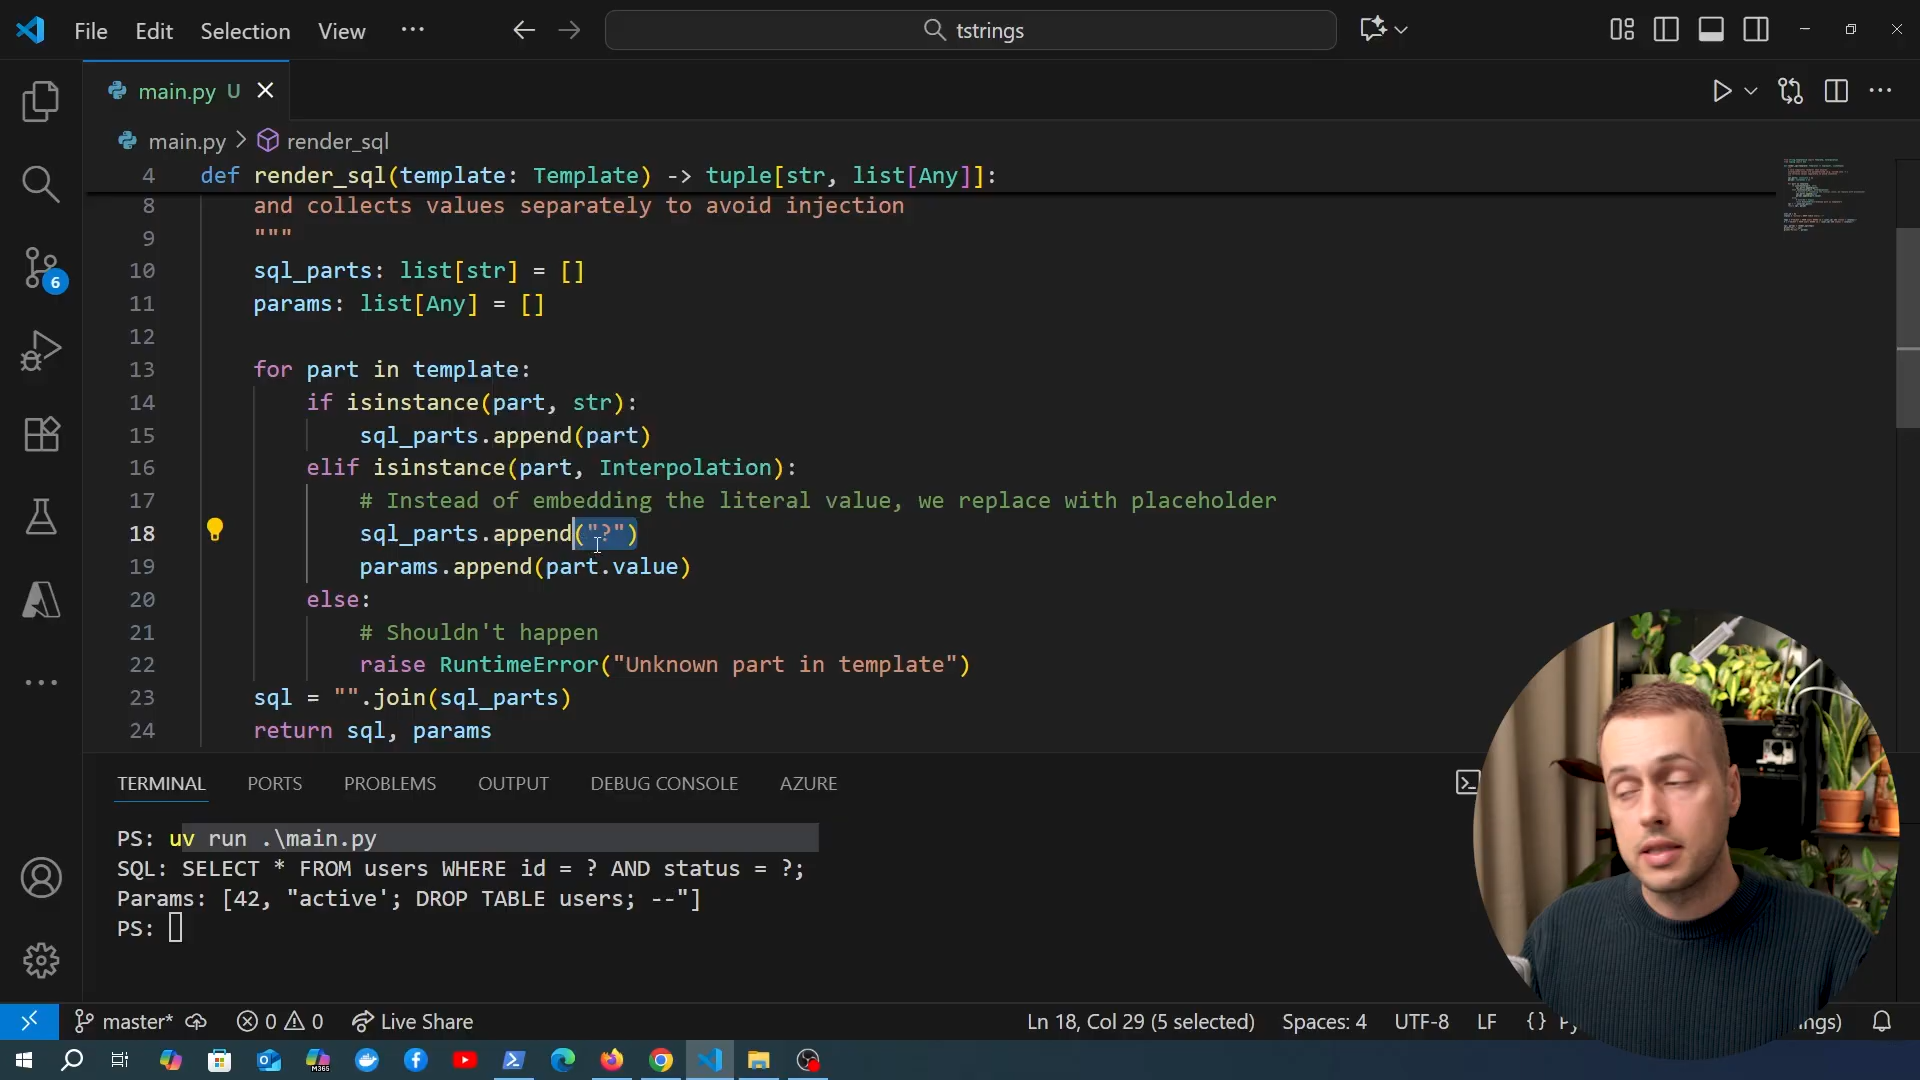 File Edit Selection View ···
tstrings
main.py U
main.py > render_sql
4 def render_sql(template: Template) -> tuple[str, list[Any]]:
8 and collects values separately to avoid injection
9 """
10 sql_parts: list[str] = []
11 params: list[Any] = []
12
13 for part in template:
14 if isinstance(part, str):
15 sql_parts.append(part)
16 elif isinstance(part, Interpolation):
17 # Instead of embedding the literal value, we replace with placeholder
18 sql_parts.append("?")
19 params.append(part.value)
20 else:
21 # Shouldn't happen
22 raise RuntimeError("Unknown part in template")
23 sql = "".join(sql_parts)
24 return sql, params
6
TERMINAL PORTS PROBLEMS OUTPUT DEBUG CONSOLE AZURE
PS: uv run .\main.py
SQL: SELECT * FROM users WHERE id = ? AND status = ?;
Params: [42, "active'; DROP TABLE users; --"]
PS:
master* 0 0 Live Share Ln 18, Col 29 (5 selected) Spaces: 4 UTF-8 LF {} ngs)
M365